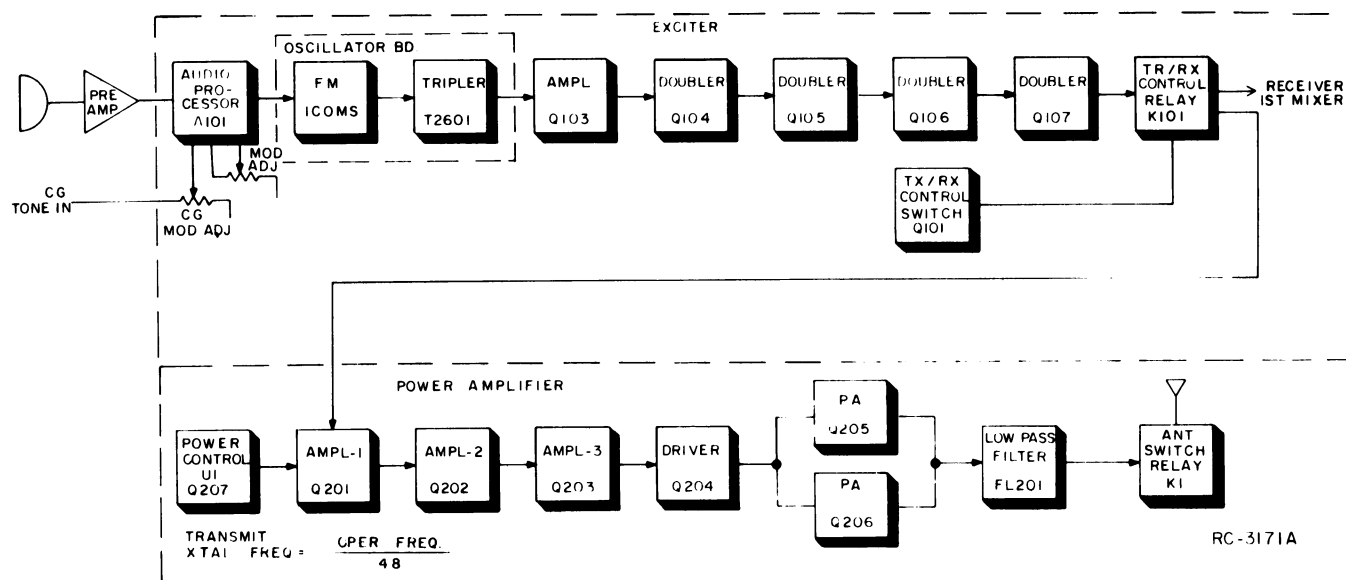 EXCITER
OSCILLATOR BD
PRE
AMP
AUDIO
PRO-
CESSOR
A101
FM
ICOMS
TRIPLER
T2601
AMPL
Q103
DOUBLER
Q104
DOUBLER
Q105
DOUBLER
Q106
DOUBLER
Q107
TR/RX
CONTROL
RELAY
K101
RECEIVER
IST MIXER
MOD
ADJ
CG
TONE IN
CG
MOD ADJ
TX/RX
CONTROL
SWITCH
Q101
POWER AMPLIFIER
POWER
CONTROL
U1
Q207
AMPL-1
Q201
AMPL-2
Q202
AMPL-3
Q203
DRIVER
Q204
PA
Q205
PA
Q206
LOW PASS
FILTER
FL201
ANT
SWITCH
RELAY
K1
TRANSMIT
XTAL FREQ = OPER FREQ.
48
RC-3171A